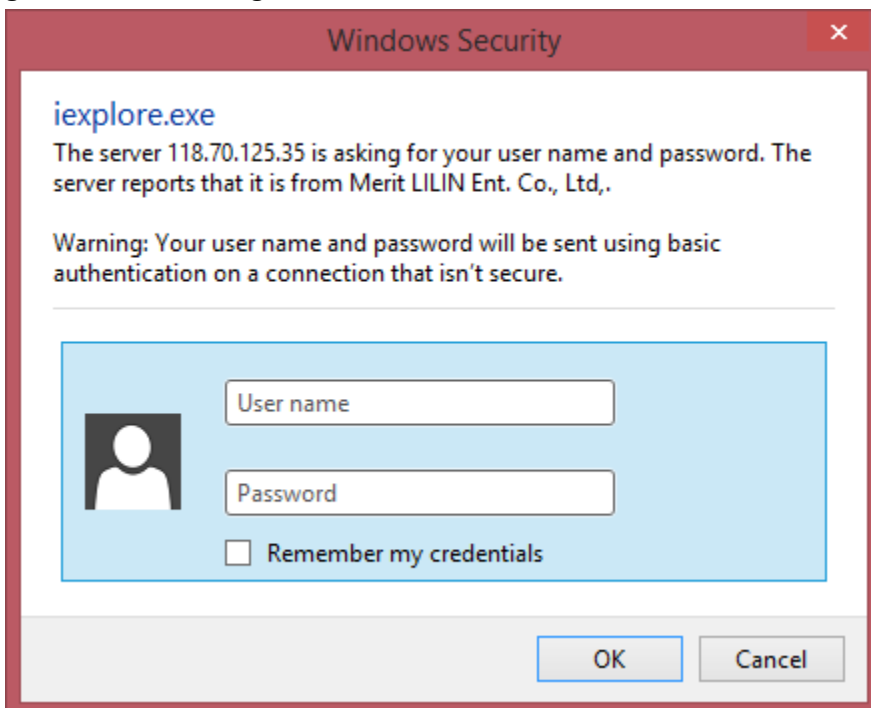 Windows Security
iexplore.exe
The server 118.70.125.35 is asking for your user name and password. The
server reports that it is from Merit LILIN Ent. Co., Ltd,.
Warning: Your user name and password will be sent using basic
authentication on a connection that isn't secure.
User name
Password
Remember my credentials
OK
Cancel